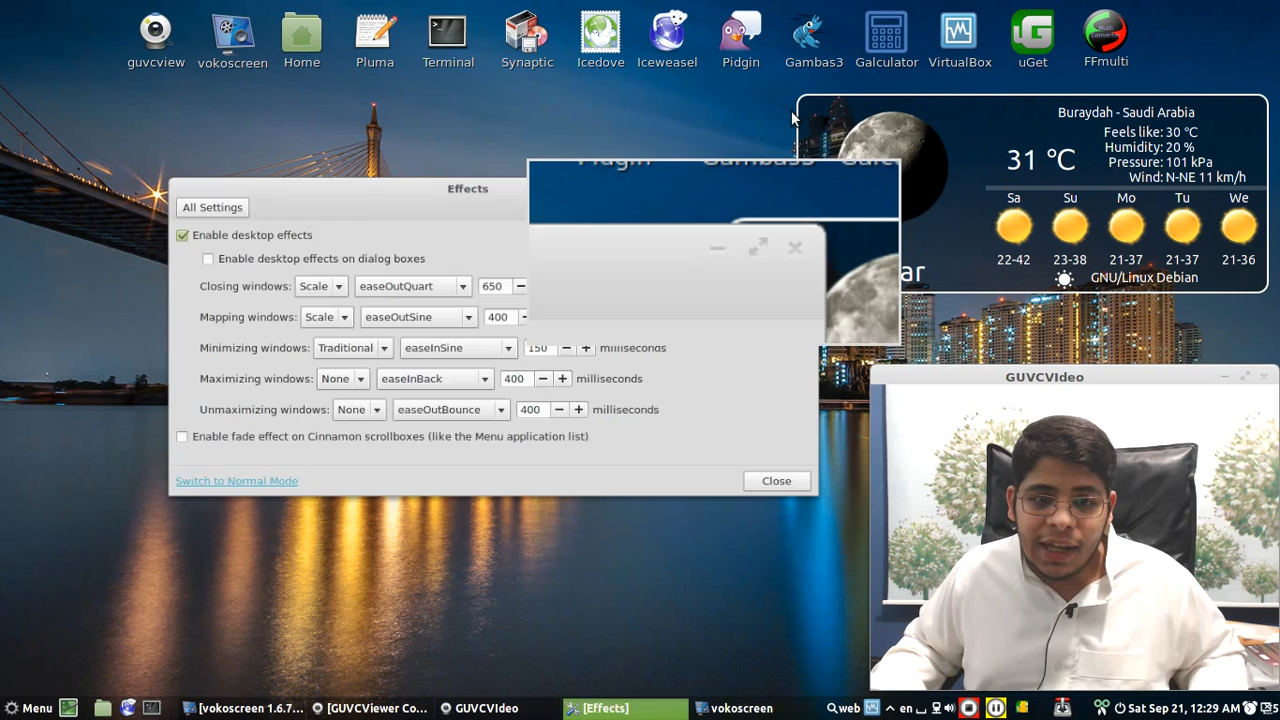 guvcview
vokoscreen
Home
Pluma
Terminal
Synaptic
Icedove
Iceweasel
Pidgin
Gambas3
Galculator
VirtualBox
uGet
FFmulti
Multi
Converter
Buraydah - Saudi Arabia
31 °C
Feels like: 30 °C
Humidity: 20 %
Pressure: 101 kPa
Wind: N-NE 11 km/h
Sa Su Mo Tu We
22-42 23-38 21-37 21-37 21-36
ar
GNU/Linux Debian
Pidgin Gambas3
Effects
All Settings
Enable desktop effects
Enable desktop effects on dialog boxes
Closing windows: Scale easeOutQuart 650 −
Mapping windows: Scale easeOutSine 400 −
Minimizing windows: Traditional easeInSine 150 − + milliseconds
Maximizing windows: None easeInBack 400 − + milliseconds
Unmaximizing windows: None easeOutBounce 400 − + milliseconds
Enable fade effect on Cinnamon scrollboxes (like the Menu application list)
Switch to Normal Mode
Close
GUVCVIdeo
Menu
[vokoscreen 1.6.7...
[GUVCViewer Co...
GUVCVIdeo
[Effects]
vokoscreen
web
en
Sat Sep 21, 12:29 AM
5